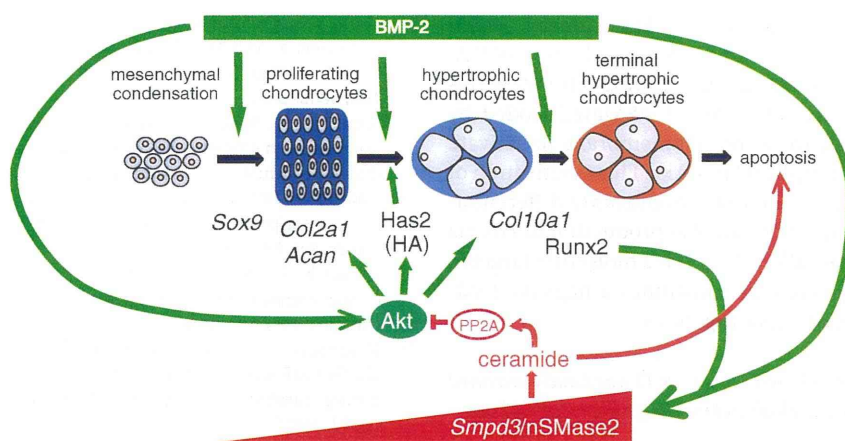 BMP-2
mesenchymal
condensation
proliferating
chondrocytes
hypertrophic
chondrocytes
terminal
hypertrophic
chondrocytes
apoptosis
Sox9
Col2a1
Acan
Has2
(HA)
Col10a1
Runx2
Akt
PP2A
ceramide
Smpd3/nSMase2